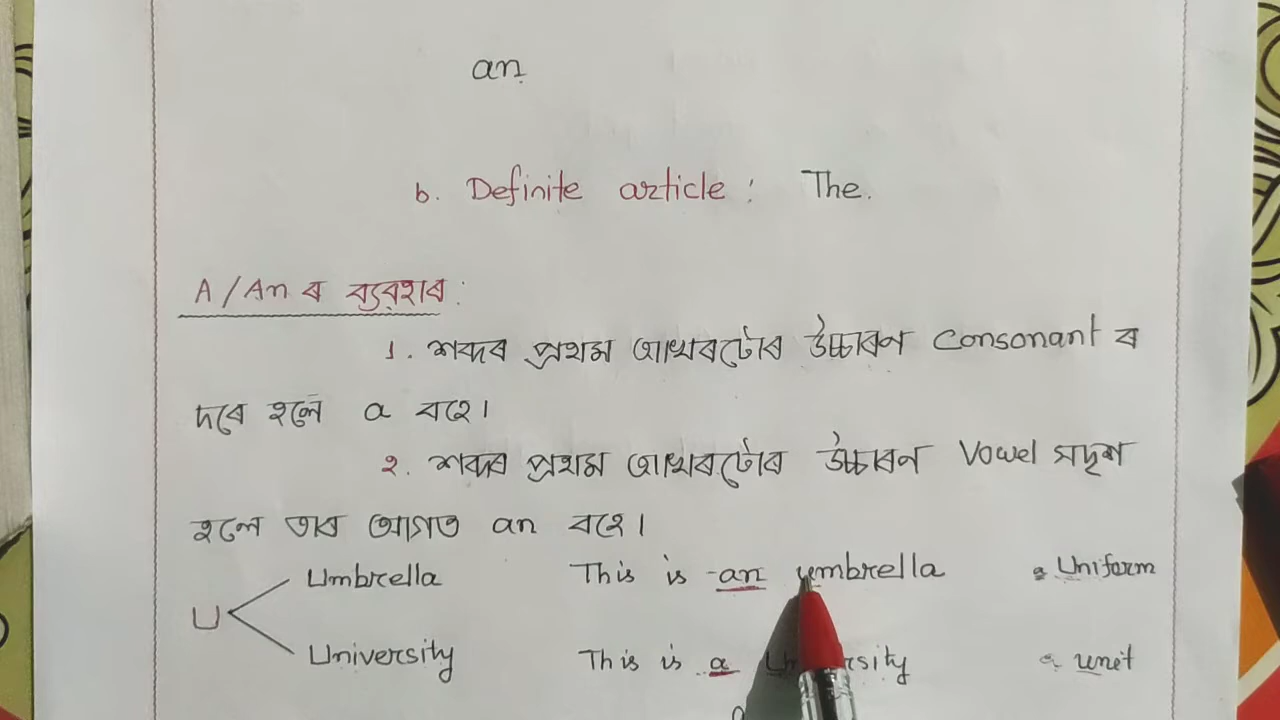 an
b. Definite article : The.
A/An ৰ ব্যৱহাৰ :
1. শব্দৰ প্ৰথম আখৰটোৰ উচ্চাৰণ Consonant ৰ
দৰে হলে a বহে।
২. শব্দৰ প্ৰথম আখৰটোৰ উচ্চাৰণ Vowel সদৃশ
হলে তাৰ আগত an বহে।
Umbrella This is an umbrella a Uniform
U
University This is a a unit